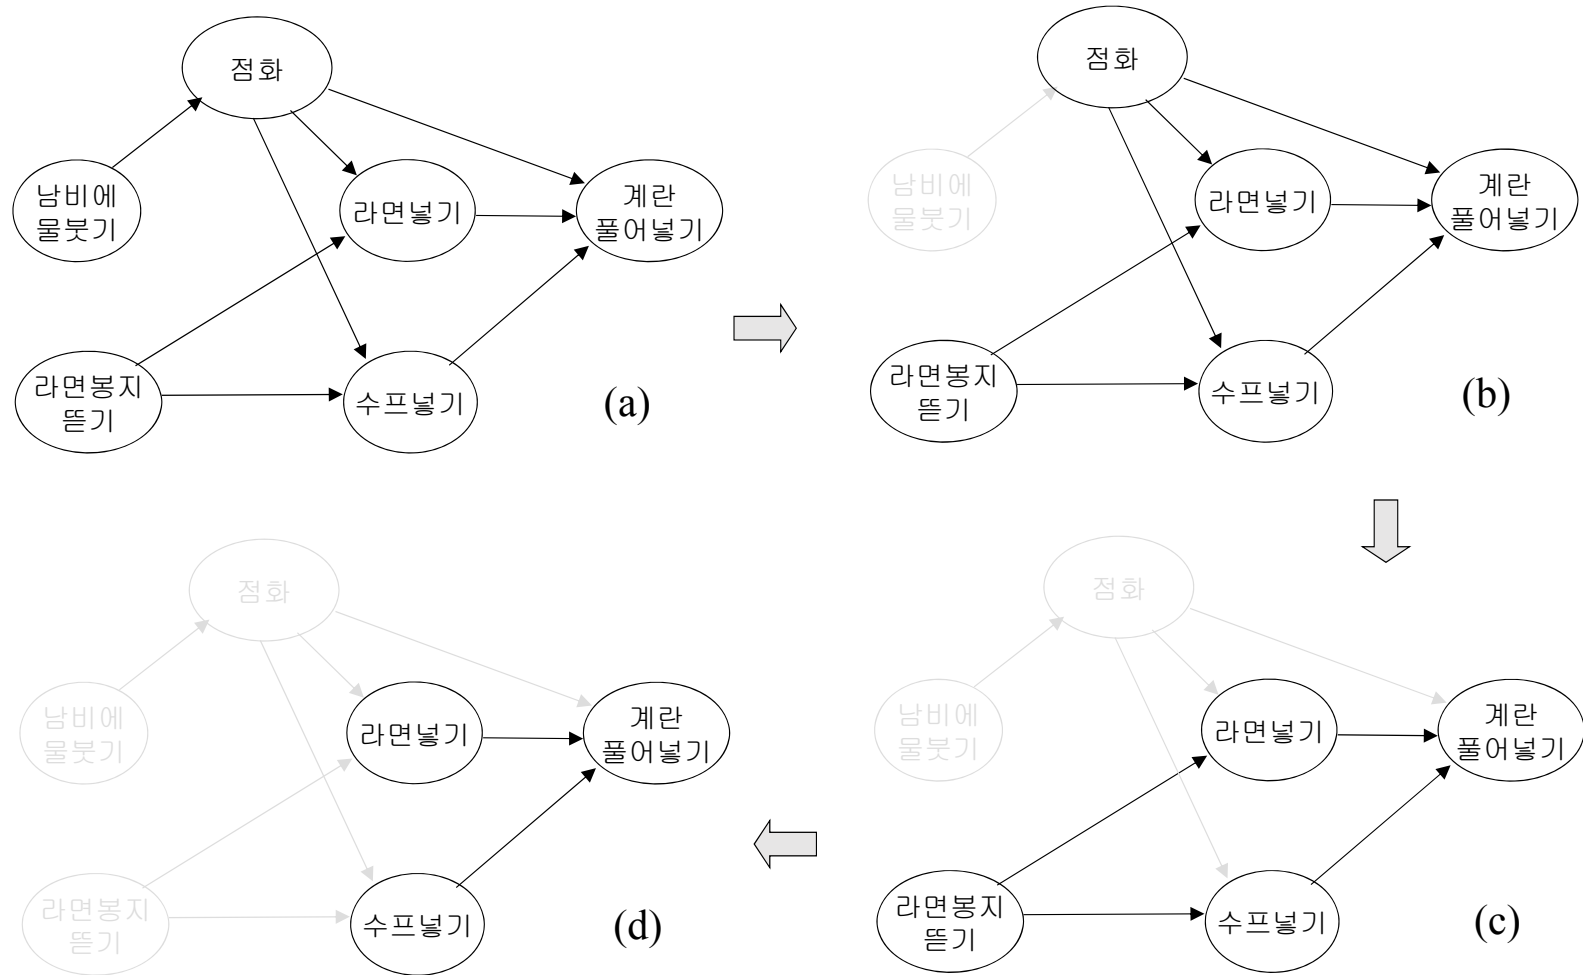 점화
남비에
물붓기
라면넣기
계란
풀어넣기
라면봉지
뜯기
수프넣기
(a)
점화
남비에
물붓기
라면넣기
계란
풀어넣기
라면봉지
뜯기
수프넣기
(b)
점화
남비에
물붓기
라면넣기
계란
풀어넣기
라면봉지
뜯기
수프넣기
(d)
점화
남비에
물붓기
라면넣기
계란
풀어넣기
라면봉지
뜯기
수프넣기
(c)